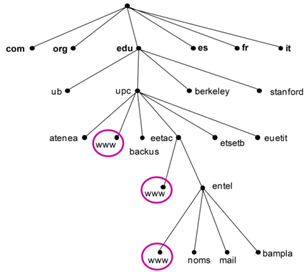 com org edu es fr it
ub berkeley stanford
upc
atenea www eetac etsetb euetit
backus
www
entel
www noms mail bampla